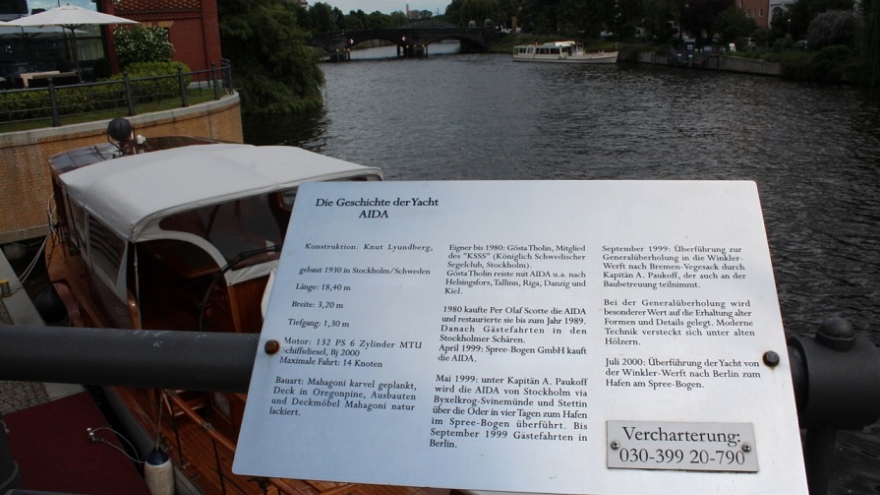 Die Geschichte der Yacht
AIDA
Konstruktion: Knut Lyundberg,
gebaut 1930 in Stockholm/Schweden
Länge: 18,40 m
Breite: 3,20 m
Tiefgang: 1,30 m
Motor: 132 PS 6 Zylinder MTU
Schiffsdiesel, Bj 2000
Maximale Fahrt: 14 Knoten
Bauart: Mahagoni karvel geplankt,
Deck in Oregonpine, Ausbauten
und Deckmöbel Mahagoni natur
lackiert.
Eigner bis 1980: Gösta Tholin, Mitglied
des "KSSS" (Königlich Schwedischer
Segelclub, Stockholm).
Gösta Tholin reiste mit AIDA u.a. nach
Helsingfors, Tallinn, Riga, Danzig und
Kiel.
1980 kaufte Per Olaf Scotte die AIDA
und restaurierte sie bis zum Jahr 1989.
Danach Gästefahrten in den
Stockholmer Schären.
April 1999: Spree-Bogen GmbH kauft
die AIDA.
Mai 1999: unter Kapitän A. Paukoff
wird die AIDA von Stockholm via
Byxelkrog-Svinemünde und Stettin
über die Oder in vier Tagen zum Hafen
im Spree-Bogen überführt. Bis
September 1999 Gästefahrten in
Berlin.
September 1999: Überführung zur
Generalüberholung in die Winkler-
Werft nach Bremen-Vegesack durch
Kapitän A. Paukoff, der auch an der
Baubetreuung teilnimmt.
Bei der Generalüberholung wird
besonderer Wert auf die Erhaltung alter
Formen und Details gelegt. Moderne
Technik versteckt sich unter alten
Hölzern.
Juli 2000: Überführung der Yacht von
der Winkler-Werft nach Berlin zum
Hafen am Spree-Bogen.
Vercharterung:
030-399 20-790